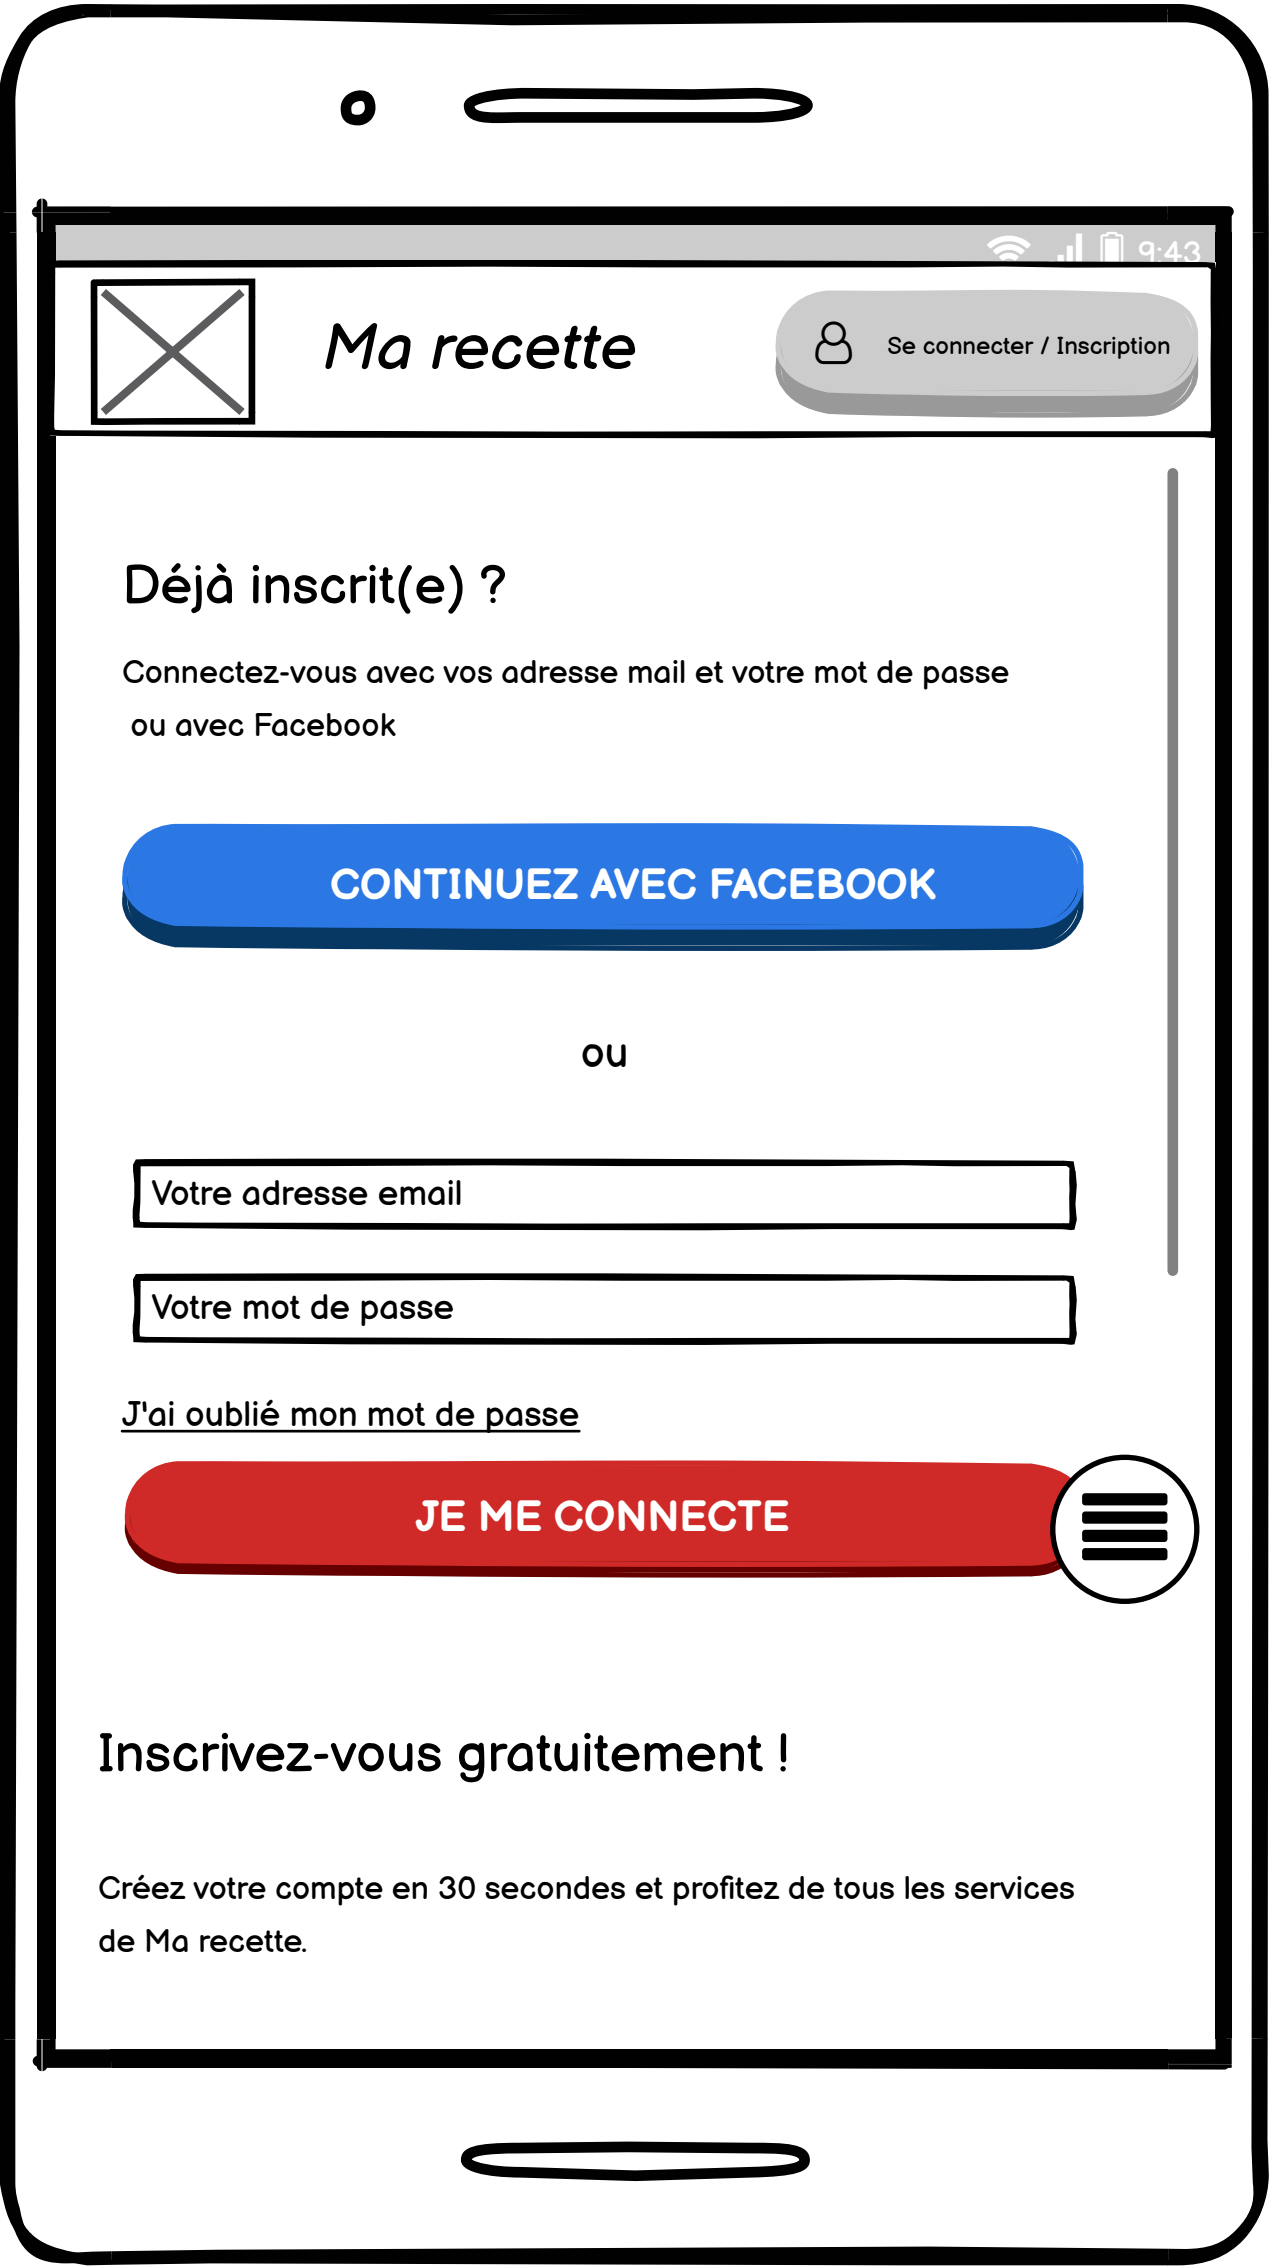 9:43
Ma recette
Se connecter / Inscription
Déjà inscrit(e) ?
Connectez-vous avec vos adresse mail et votre mot de passe
ou avec Facebook
CONTINUEZ AVEC FACEBOOK
ou
Votre adresse email
Votre mot de passe
J'ai oublié mon mot de passe
JE ME CONNECTE
Inscrivez-vous gratuitement !
Créez votre compte en 30 secondes et profitez de tous les services
de Ma recette.